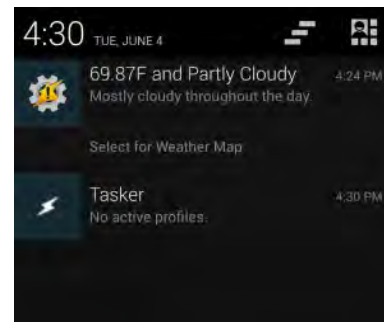 4:30 TUE, JUNE 4
69.87F and Partly Cloudy 4:24 PM
Mostly cloudy throughout the day.
Select for Weather Map
Tasker 4:30 PM
No active profiles.